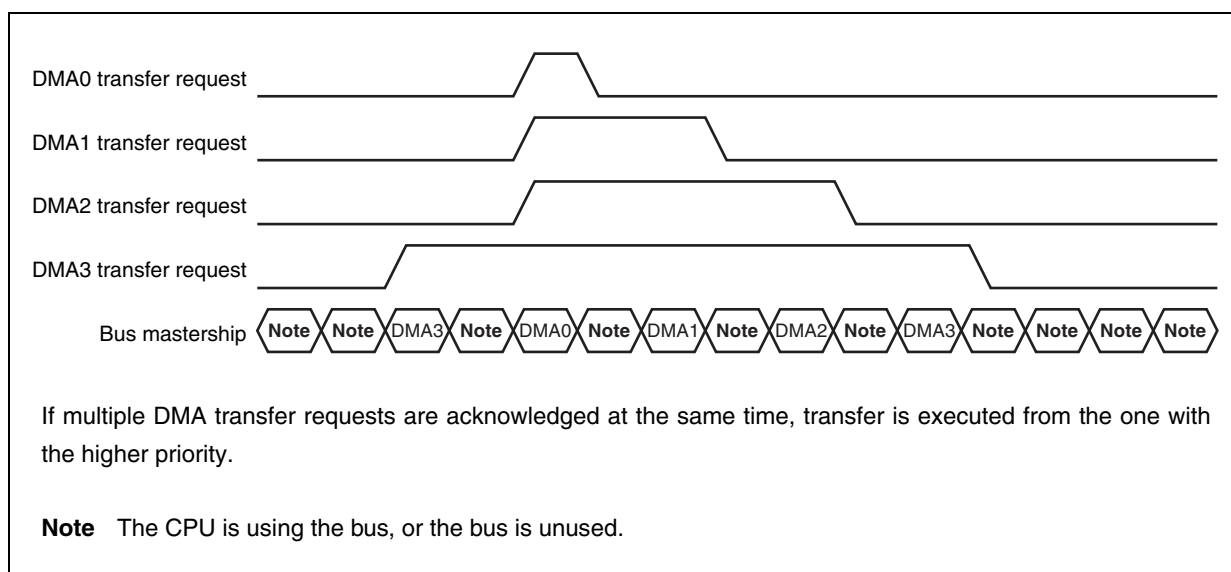 DMA0 transfer request
DMA1 transfer request
DMA2 transfer request
DMA3 transfer request
Bus mastership Note Note DMA3 Note DMA0 Note DMA1 Note DMA2 Note DMA3 Note Note Note Note
If multiple DMA transfer requests are acknowledged at the same time, transfer is executed from the one with
the higher priority.
Note The CPU is using the bus, or the bus is unused.